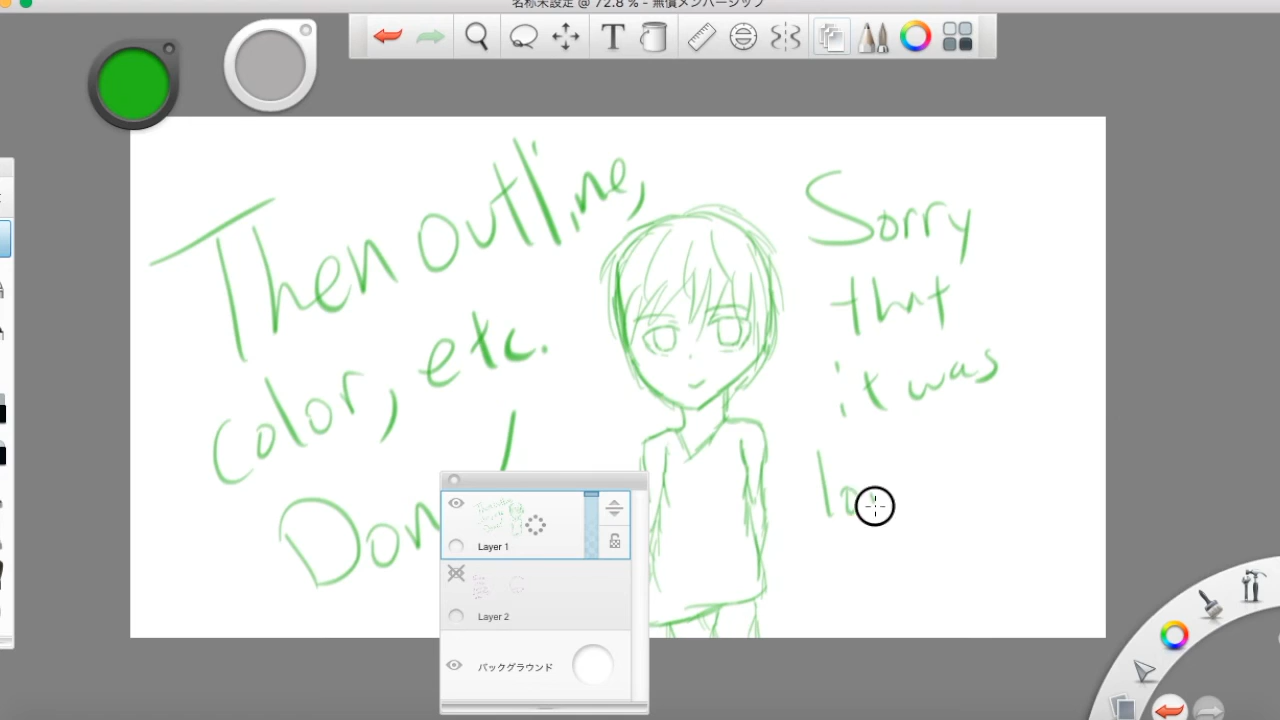 名称未設定 @ 72.8 % - 無償メンバーシップ
Then outline,
color, etc.
Don
Sorry
that
it was
Layer 1
Layer 2
バックグラウンド